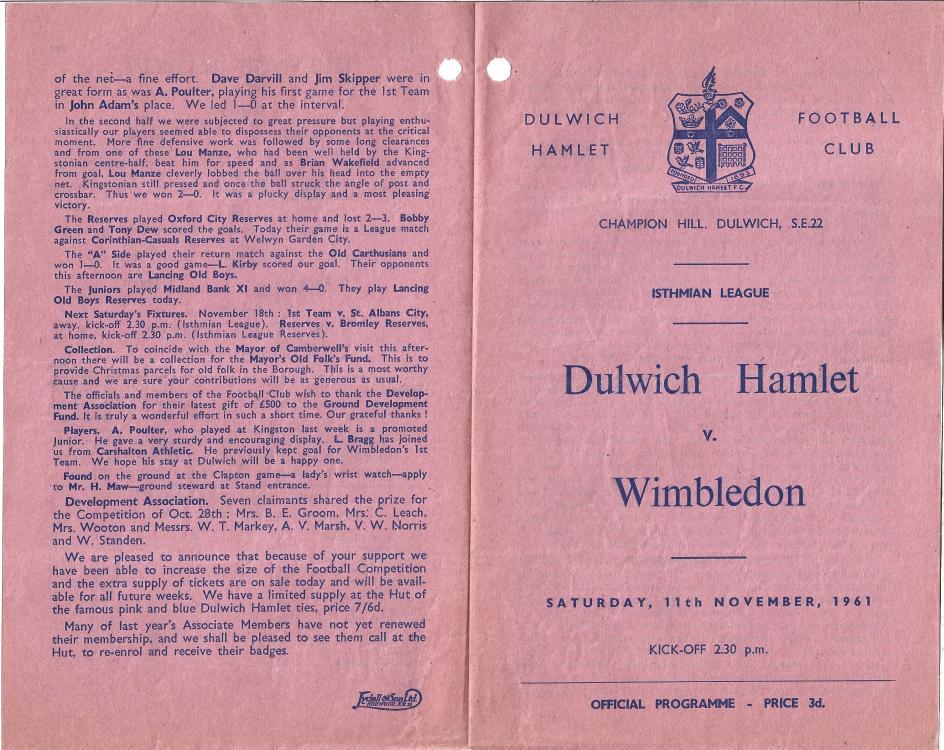 of the net—a fine effort. Dave Darvill and Jim Skipper were in
great form as was A. Poulter, playing his first game for the 1st Team
in John Adam's place. We led 1—0 at the interval.
In the second half we were subjected to great pressure but playing enthu-
siastically our players seemed able to dispossess their opponents at the critical
moment. More fine defensive work was followed by some long clearances
and from one of these Lou Manze, who had been well held by the King-
stonian centre-half, beat him for speed and as Brian Wakefield advanced
from goal, Lou Manze cleverly lobbed the ball over his head into the empty
net. Kingstonian still pressed and once the ball struck the angle of post and
crossbar. Thus we won 2—0. It was a plucky display and a most pleasing
victory.
The Reserves played Oxford City Reserves at home and lost 2—3. Bobby
Green and Tony Dew scored the goals. Today their game is a League match
against Corinthian-Casuals Reserves at Welwyn Garden City.
The "A" Side played their return match against the Old Carthusians and
won 1—0. It was a good game—L. Kirby scored our goal. Their opponents
this afternoon are Lancing Old Boys.
The Juniors played Midland Bank XI and won 4—0. They play Lancing
Old Boys Reserves today.
Next Saturday's Fixtures. November 18th : 1st Team v. St. Albans City,
away, kick-off 2.30 p.m. (Isthmian League). Reserves v. Bromley Reserves,
at home, kick-off 2.30 p.m. (Isthmian League Reserves).
Collection. To coincide with the Mayor of Camberwell's visit this after-
noon there will be a collection for the Mayor's Old Folk's Fund. This is to
provide Christmas parcels for old folk in the Borough. This is a most worthy
cause and we are sure your contributions will be as generous as usual.
The officials and members of the Football Club wish to thank the Develop-
ment Association for their latest gift of £500 to the Ground Development
Fund. It is truly a wonderful effort in such a short time. Our grateful thanks !
Players. A. Poulter, who played at Kingston last week is a promoted
Junior. He gave a very sturdy and encouraging display. L. Bragg has joined
us from Carshalton Athletic. He previously kept goal for Wimbledon's 1st
Team. We hope his stay at Dulwich will be a happy one.
Found on the ground at the Clapton game—a lady's wrist watch—apply
to Mr. H. Maw—ground steward at Stand entrance.
Development Association. Seven claimants shared the prize for
the Competition of Oct. 28th : Mrs. B. E. Groom, Mrs. C. Leach,
Mrs. Wooton and Messrs. W. T. Markey, A. V. Marsh, V. W. Norris
and W. Standen.
We are pleased to announce that because of your support we
have been able to increase the size of the Football Competition
and the extra supply of tickets are on sale today and will be avail-
able for all future weeks. We have a limited supply at the Hut of
the famous pink and blue Dulwich Hamlet ties, price 7/6d.
Many of last year's Associate Members have not yet renewed
their membership, and we shall be pleased to see them call at the
Hut, to re-enrol and receive their badges.
DULWICH
HAMLET
FOUNDED 1893
DULWICH HAMLET F.C.
FOOTBALL
CLUB
CHAMPION HILL, DULWICH, S.E.22
ISTHMIAN LEAGUE
Dulwich Hamlet
v.
Wimbledon
SATURDAY, 11th NOVEMBER, 1961
KICK-OFF 2.30 p.m.
OFFICIAL PROGRAMME - PRICE 3d.